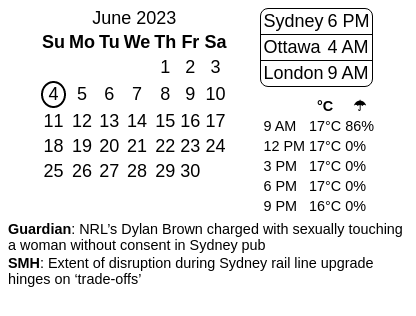 June 2023
Su Mo Tu We Th Fr Sa
1 2 3
4 5 6 7 8 9 10
11 12 13 14 15 16 17
18 19 20 21 22 23 24
25 26 27 28 29 30
Sydney 6 PM
Ottawa 4 AM
London 9 AM
°C ☂
9 AM 17°C 86%
12 PM 17°C 0%
3 PM 17°C 0%
6 PM 17°C 0%
9 PM 16°C 0%
Guardian: NRL's Dylan Brown charged with sexually touching
a woman without consent in Sydney pub
SMH: Extent of disruption during Sydney rail line upgrade
hinges on ‘trade-offs’